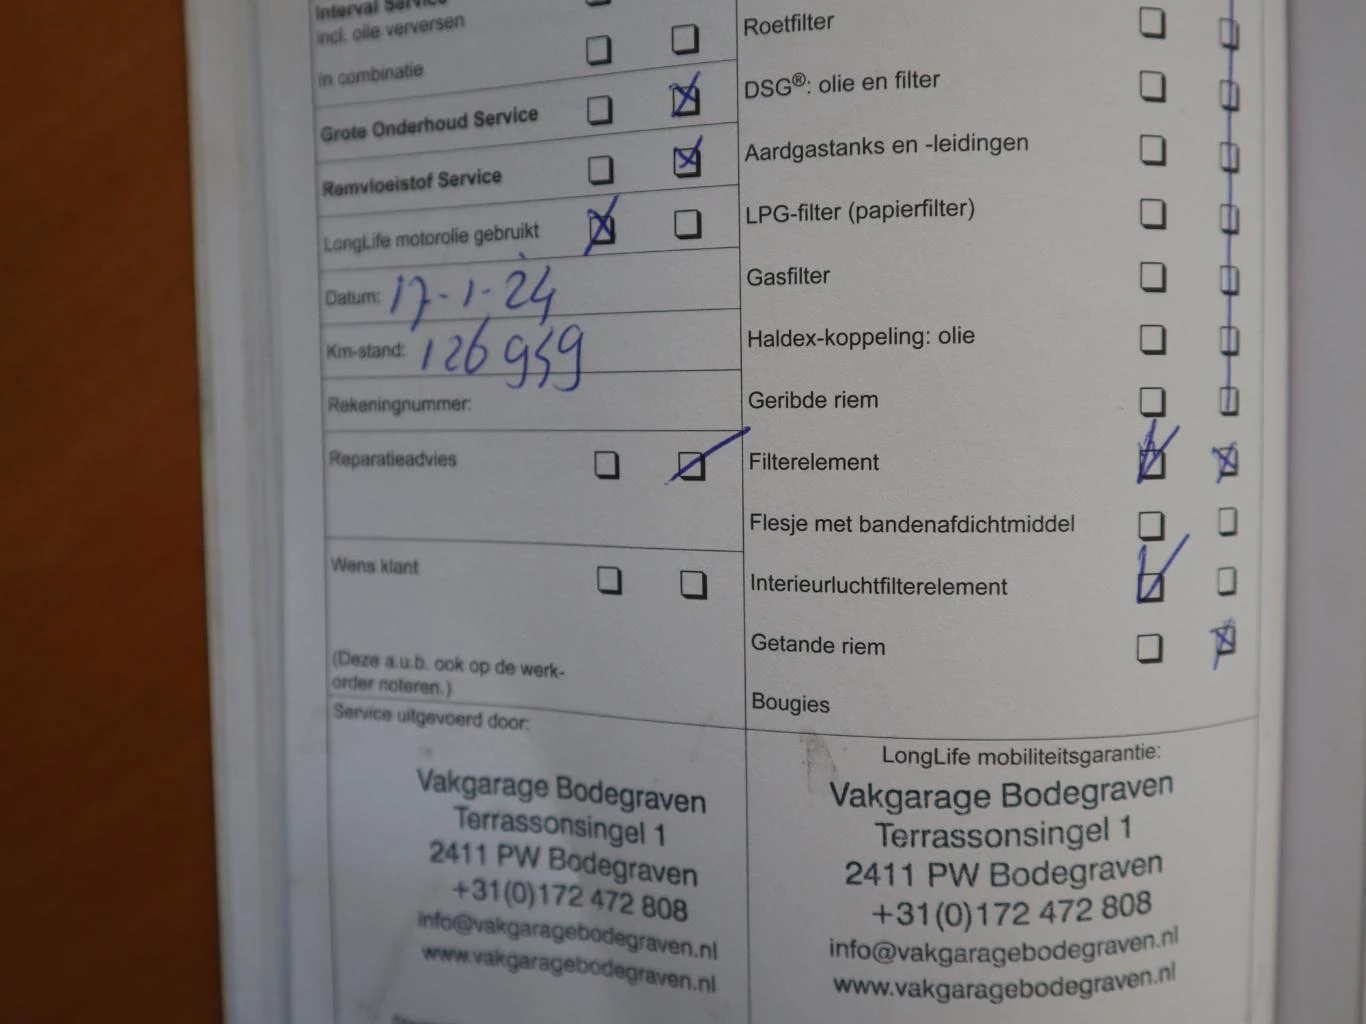 Interval Service
incl. olie verversen
In combinatie
Grote Onderhoud Service
Remvloeistof Service
LongLife motorolie gebruikt
Datum: 17-1-24
Km-stand: 126 959
Rekeningnummer:
Reparatieadvies
Wens klant
(Deze a.u.b. ook op de werk-
order noteren.)
Service uitgevoerd door:
Vakgarage Bodegraven
Terrassonsingel 1
2411 PW Bodegraven
+31(0)172 472 808
info@vakgaragebodegraven.nl
www.vakgaragebodegraven.nl
Roetfilter
DSG®: olie en filter
Aardgastanks en -leidingen
LPG-filter (papierfilter)
Gasfilter
Haldex-koppeling: olie
Geribde riem
Filterelement
Flesje met bandenafdichtmiddel
Interieurluchtfilterelement
Getande riem
Bougies
LongLife mobiliteitsgarantie:
Vakgarage Bodegraven
Terrassonsingel 1
2411 PW Bodegraven
+31(0)172 472 808
info@vakgaragebodegraven.nl
www.vakgaragebodegraven.nl